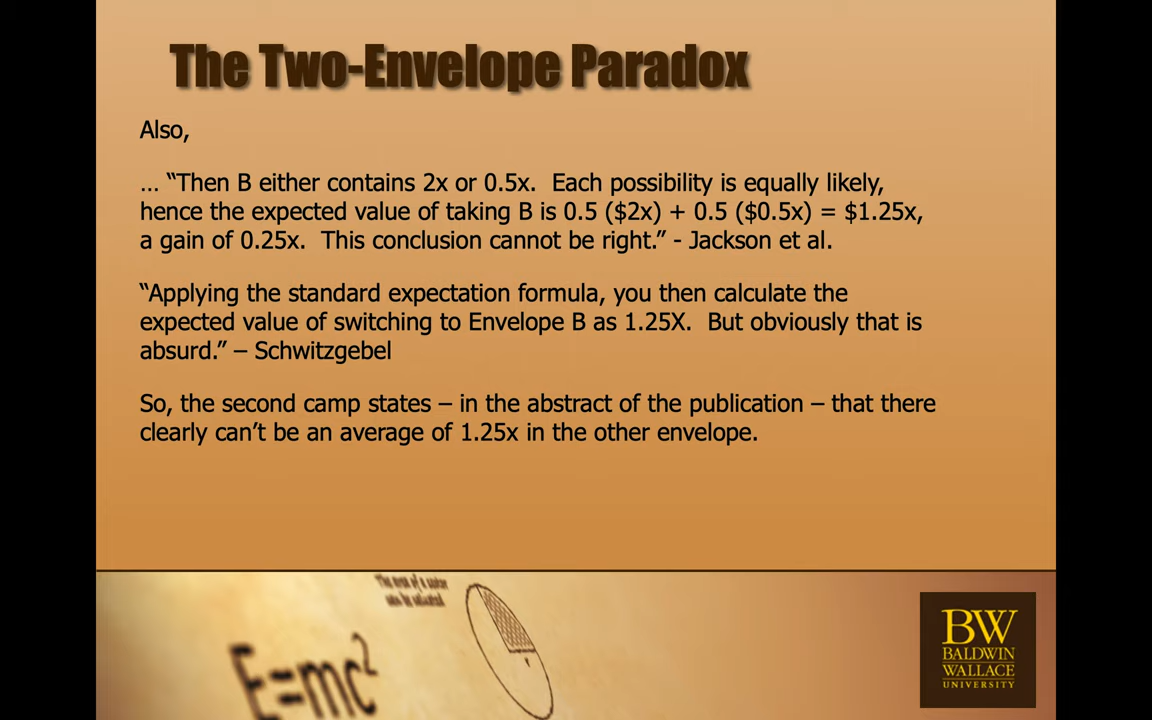 The Two-Envelope Paradox
Also,
… “Then B either contains 2x or 0.5x.  Each possibility is equally likely,
hence the expected value of taking B is 0.5 ($2x) + 0.5 ($0.5x) = $1.25x,
a gain of 0.25x.  This conclusion cannot be right.” - Jackson et al.
“Applying the standard expectation formula, you then calculate the
expected value of switching to Envelope B as 1.25X.  But obviously that is
absurd.” – Schwitzgebel
So, the second camp states – in the abstract of the publication – that there
clearly can’t be an average of 1.25x in the other envelope.
E=mc²
BW
BALDWIN
WALLACE
UNIVERSITY